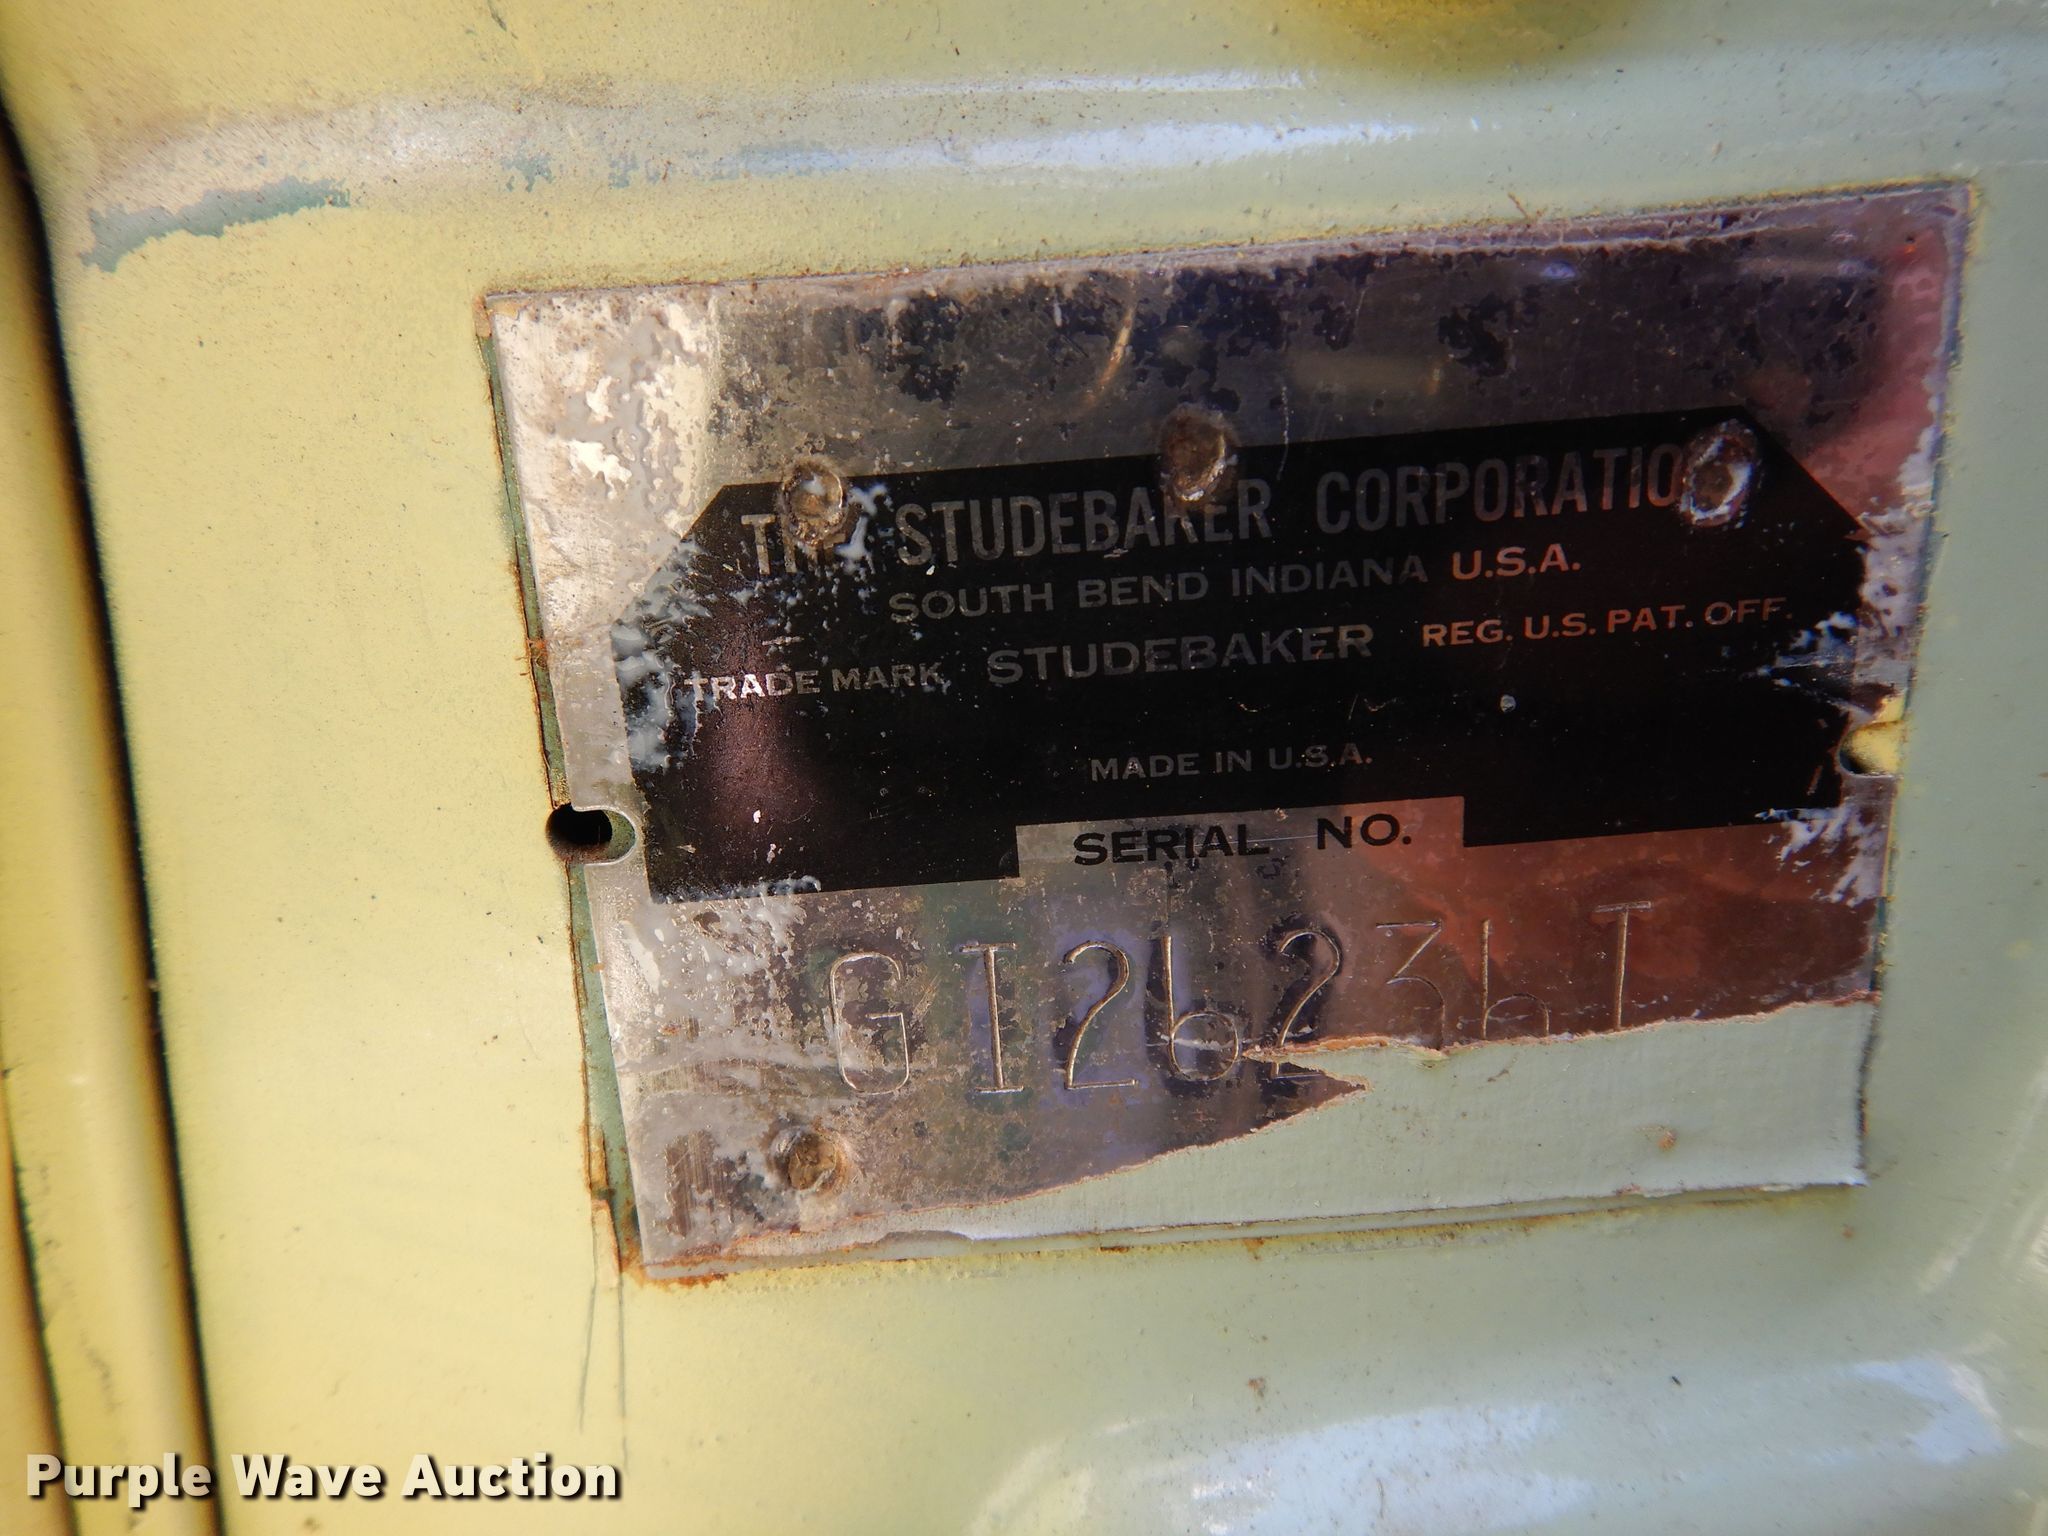 THE STUDEBAKER CORPORATION
SOUTH BEND INDIANA U.S.A.
TRADE MARK STUDEBAKER REG. U.S. PAT. OFF.
MADE IN U.S.A.
SERIAL NO.
Purple Wave Auction